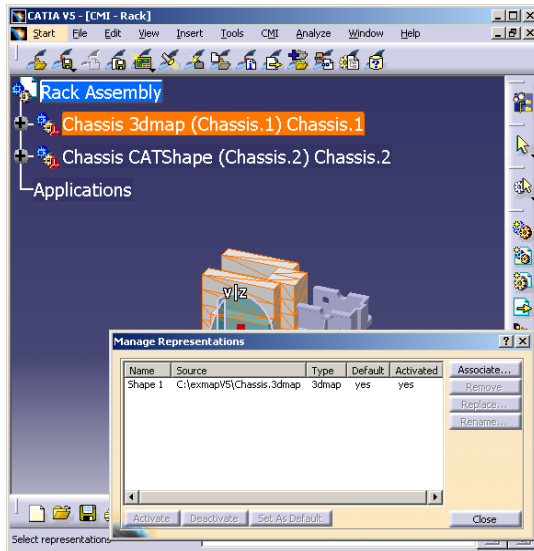 CATIA V5 - [CMI - Rack]
Start File Edit View Insert Tools CMI Analyze Window Help
Rack Assembly
Chassis 3dmap (Chassis.1) Chassis.1
Chassis CATShape (Chassis.2) Chassis.2
Applications
y|z
Manage Representations
Name Source Type Default Activated
Shape 1 C:\exmapV5\Chassis.3dmap 3dmap yes yes
Associate...
Remove
Replace...
Rename...
Activate Deactivate Set As Default
Close
Select representations